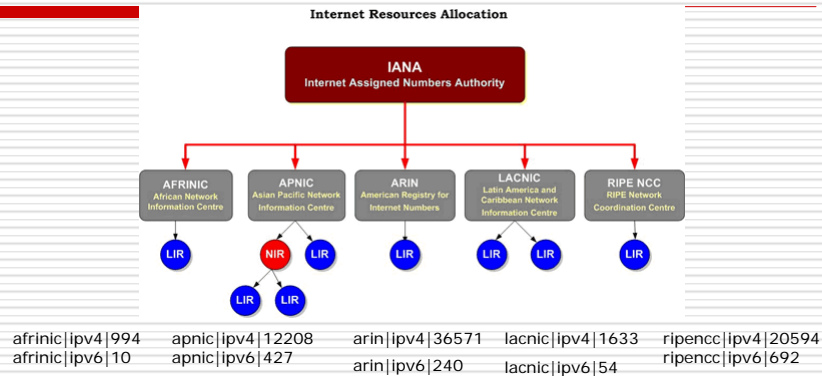 Internet Resources Allocation
IANA
Internet Assigned Numbers Authority
AFRINIC
African Network
Information Centre
APNIC
Asian Pacific Network
Information Centre
ARIN
American Registry for
Internet Numbers
LACNIC
Latin America and
Caribbean Network
Information Centre
RIPE NCC
RIPE Network
Coordination Centre
LIR
NIR
LIR
LIR
LIR
LIR
LIR
LIR
LIR
afrinic|ipv4|994
afrinic|ipv6|10
apnic|ipv4|12208
apnic|ipv6|427
arin|ipv4|36571
arin|ipv6|240
lacnic|ipv4|1633
lacnic|ipv6|54
ripencc|ipv4|20594
ripencc|ipv6|692